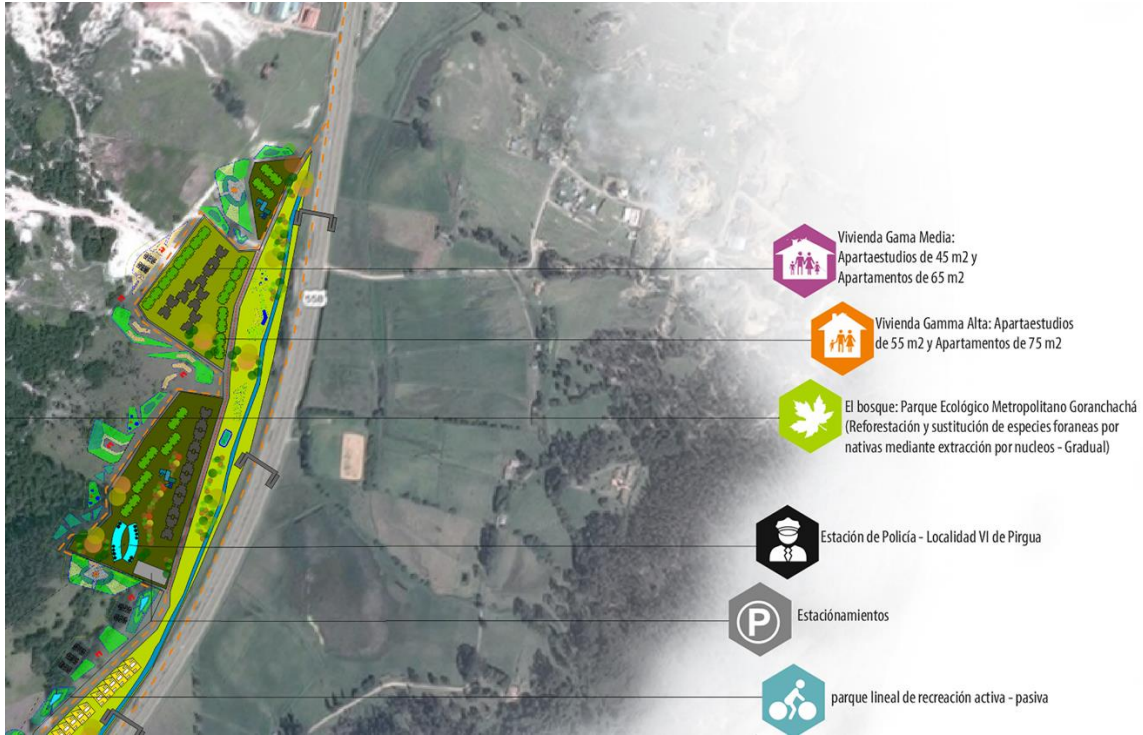 Vivienda Gama Media:
Apartaestudios de 45 m2 y
Apartamentos de 65 m2
558
Vivienda Gamma Alta: Apartaestudios
de 55 m2 y Apartamentos de 75 m2
El bosque: Parque Ecológico Metropolitano Goranchachá
(Reforestación y sustitución de especies foraneas por
nativas mediante extracción por nucleos - Gradual)
Estación de Policía - Localidad VI de Pirgua
P
Estaciónamientos
parque lineal de recreación activa - pasiva